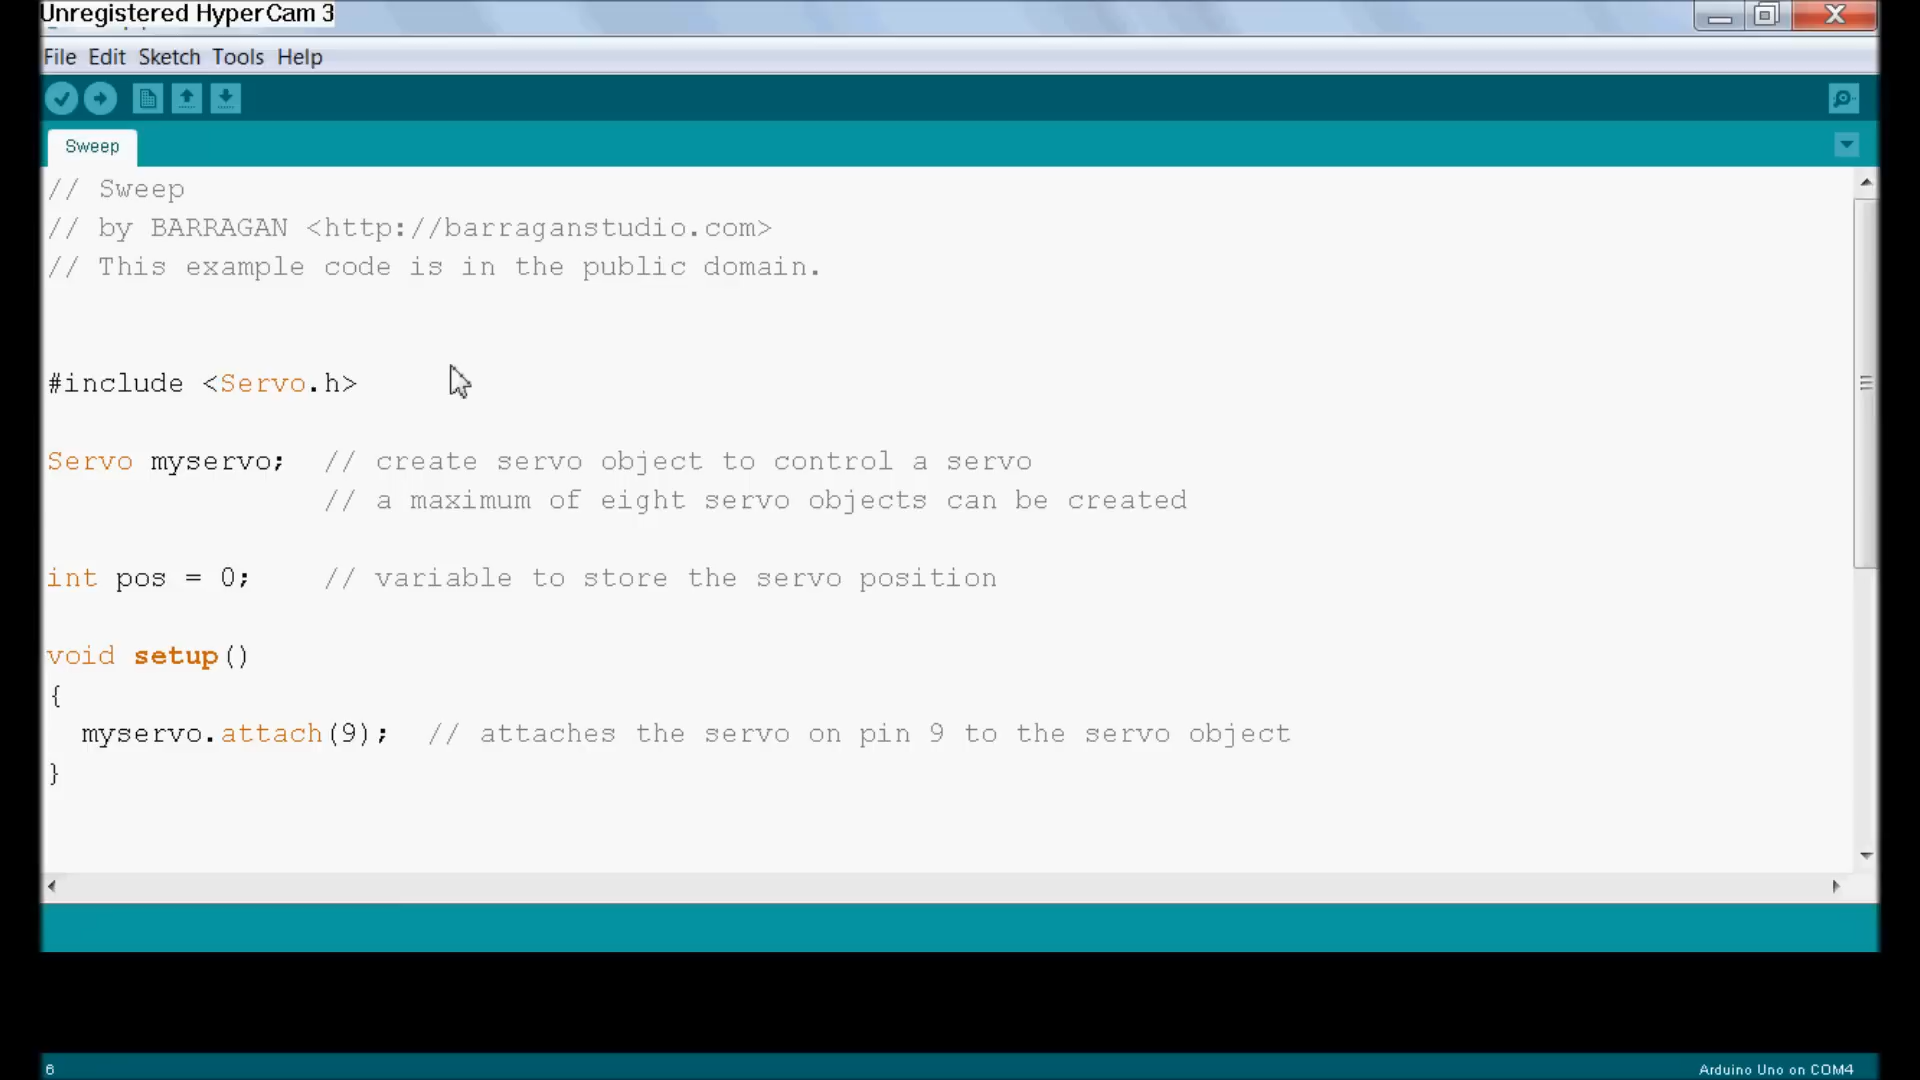 Unregistered HyperCam 3
File Edit Sketch Tools Help
Sweep
// Sweep
// by BARRAGAN <http://barraganstudio.com>
// This example code is in the public domain.
#include <Servo.h>
Servo myservo;  // create servo object to control a servo
                // a maximum of eight servo objects can be created
int pos = 0;    // variable to store the servo position
void setup()
{
  myservo.attach(9);  // attaches the servo on pin 9 to the servo object
}
6
Arduino Uno on COM4